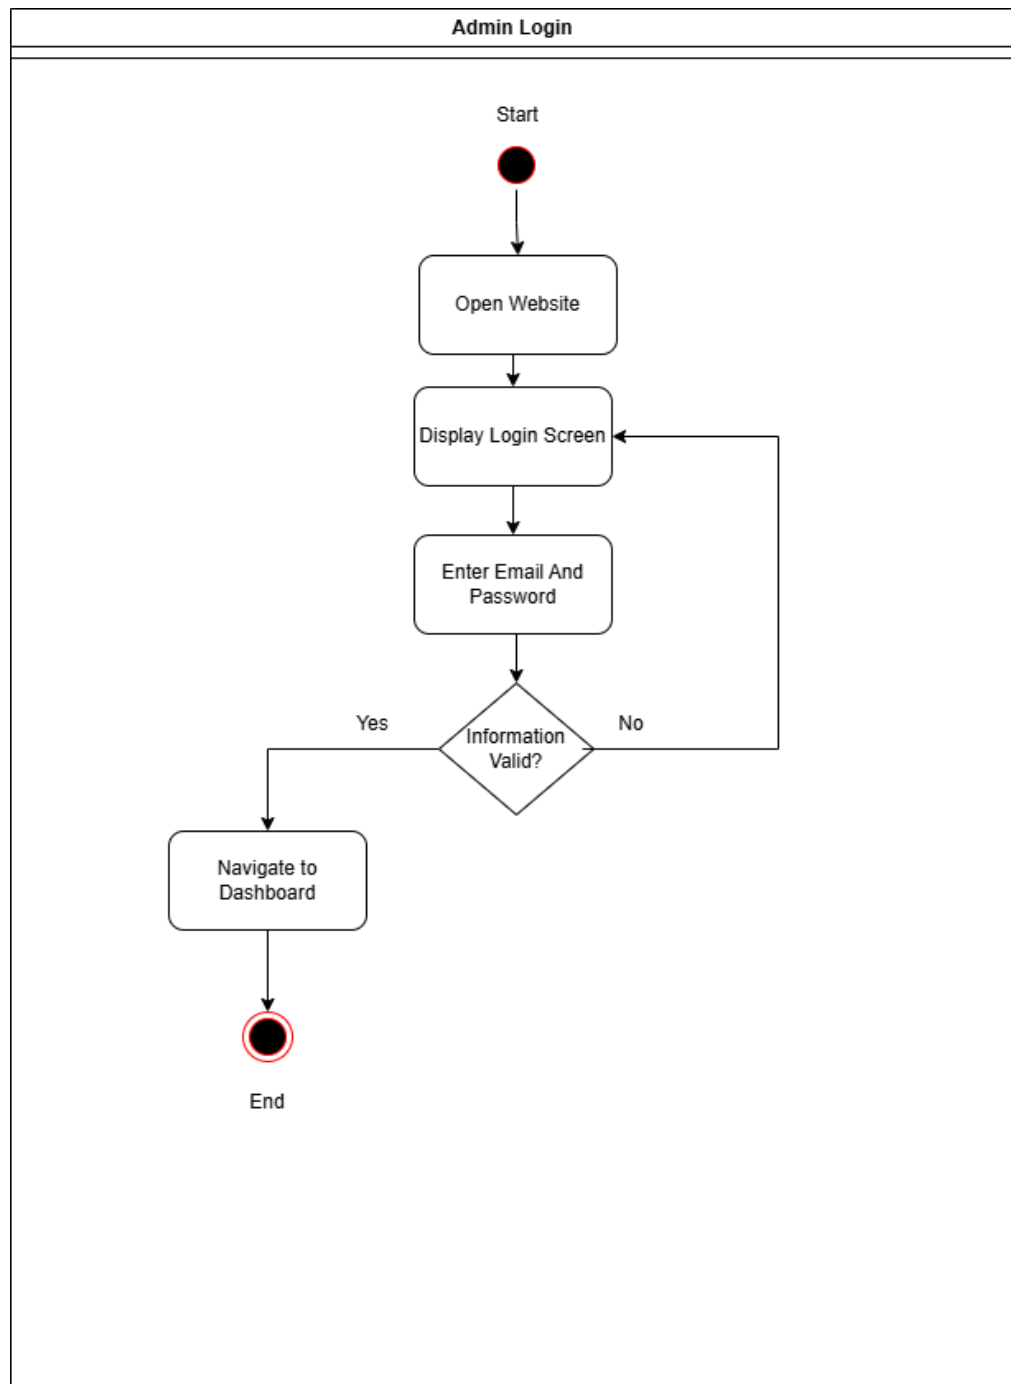 Admin Login
Start
Open Website
Display Login Screen
Enter Email And
Password
Yes
Information
Valid?
No
Navigate to
Dashboard
End